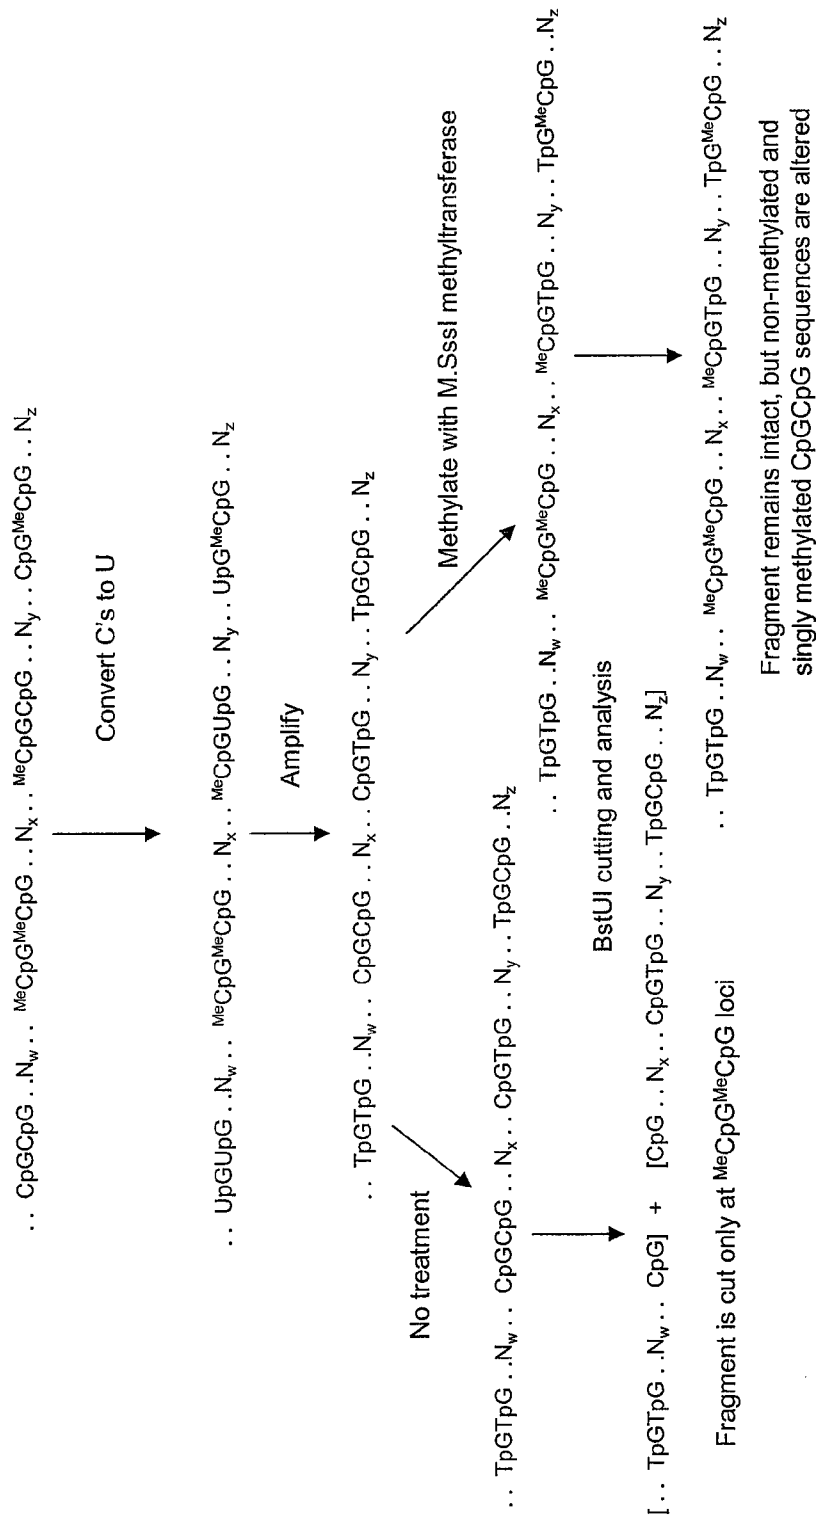 . . CpGCpG . .Nw. . MeCpGMeCpG . . Nx. . MeCpGCpG . . Ny. . CpGMeCpG . . Nz
Convert C's to U
. . UpGUpG . .Nw. . MeCpGMeCpG . . Nx. . MeCpGUpG . . Ny. . UpGMeCpG . . Nz
Amplify
. . TpGTpG . .Nw. . CpGCpG . . Nx. . CpGTpG . . Ny. . TpGCpG . . Nz
No treatment
Methylate with M.SssI methyltransferase
. . TpGTpG . .Nw. . CpGCpG . . Nx. . CpGTpG . . Ny. . TpGCpG . .Nz
. . TpGTpG . .Nw. . MeCpGMeCpG . . Nx. . MeCpGTpG . . Ny. . TpGMeCpG . . Nz
BstUI cutting and analysis
[. . TpGTpG . .Nw. . CpG] + [CpG . . Nx. . CpGTpG . . Ny. . TpGCpG . . Nz]
. . TpGTpG . .Nw. . MeCpGMeCpG . . Nx. . MeCpGTpG . . Ny. . TpGMeCpG . . Nz
Fragment is cut only at MeCpGMeCpG loci
Fragment remains intact, but non-methylated and
singly methylated CpGCpG sequences are altered